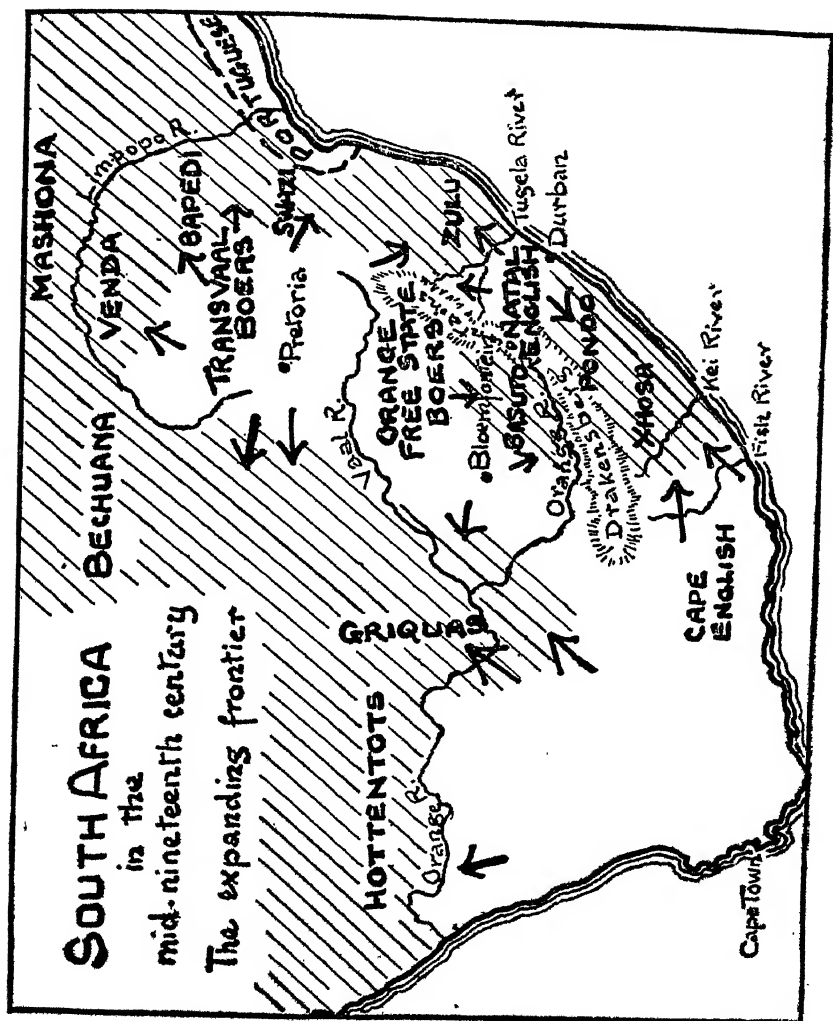 SOUTH AFRICA
in the
mid-nineteenth century
The expanding frontier
MASHONA
Limpopo R.
VENDA
BAPEDI
PORTUGUESE
TRANSVAAL
BOERS
SWAZI
Pretoria
BECHUANA
Vaal R.
ORANGE
FREE STATE
BOERS
ZULU
Tugela River
Durban
NATAL
ENGLISH
Bloemfontein
BASUTO
Orange R.
Drakensberg
PONDO
XHOSA
Kei River
Fish River
GRIQUAS
HOTTENTOTS
Orange R.
CAPE
ENGLISH
Cape Town